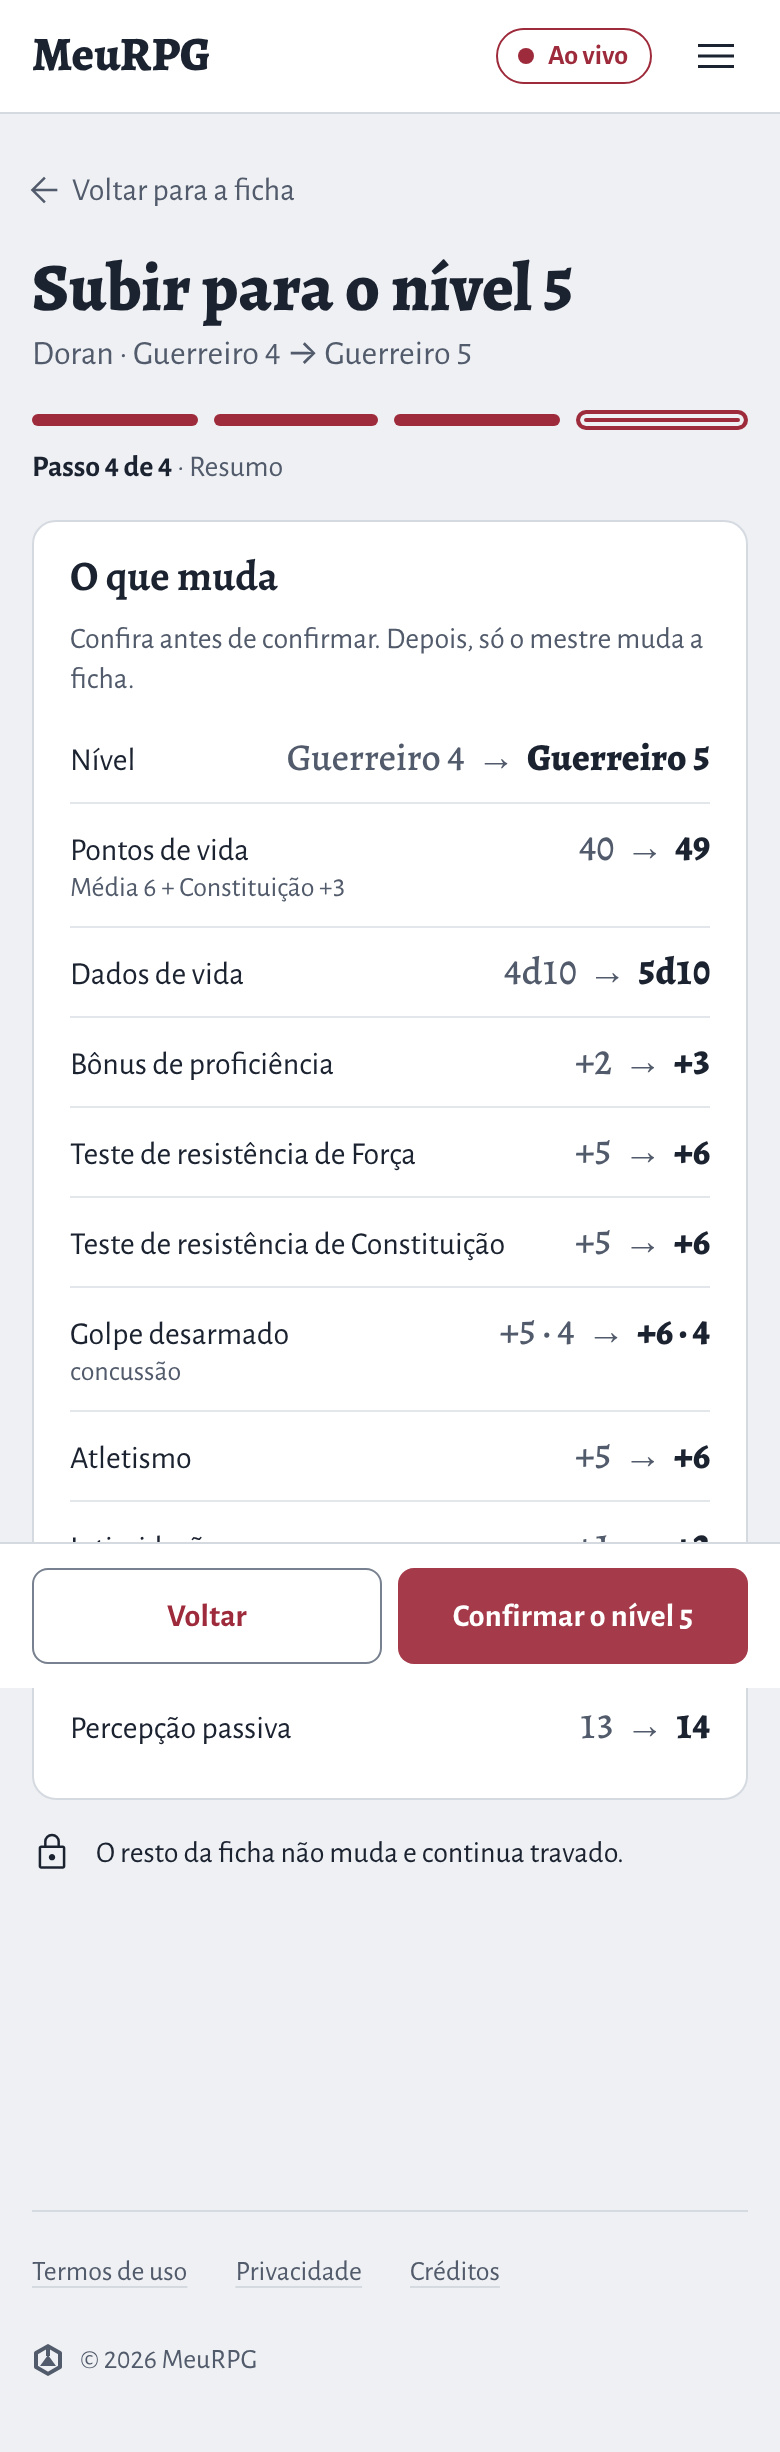 MeuRPG
Ao vivo
← Voltar para a ficha
Subir para o nível 5
Doran · Guerreiro 4 → Guerreiro 5
Passo 4 de 4 · Resumo
O que muda
Confira antes de confirmar. Depois, só o mestre muda a
ficha.
Nível Guerreiro 4 → Guerreiro 5
Pontos de vida 40 → 49
Média 6 + Constituição +3
Dados de vida 4d10 → 5d10
Bônus de proficiência +2 → +3
Teste de resistência de Força +5 → +6
Teste de resistência de Constituição +5 → +6
Golpe desarmado +5 · 4 → +6 · 4
concussão
Atletismo +5 → +6
Voltar
Confirmar o nível 5
Percepção passiva 13 → 14
O resto da ficha não muda e continua travado.
Termos de uso Privacidade Créditos
© 2026 MeuRPG